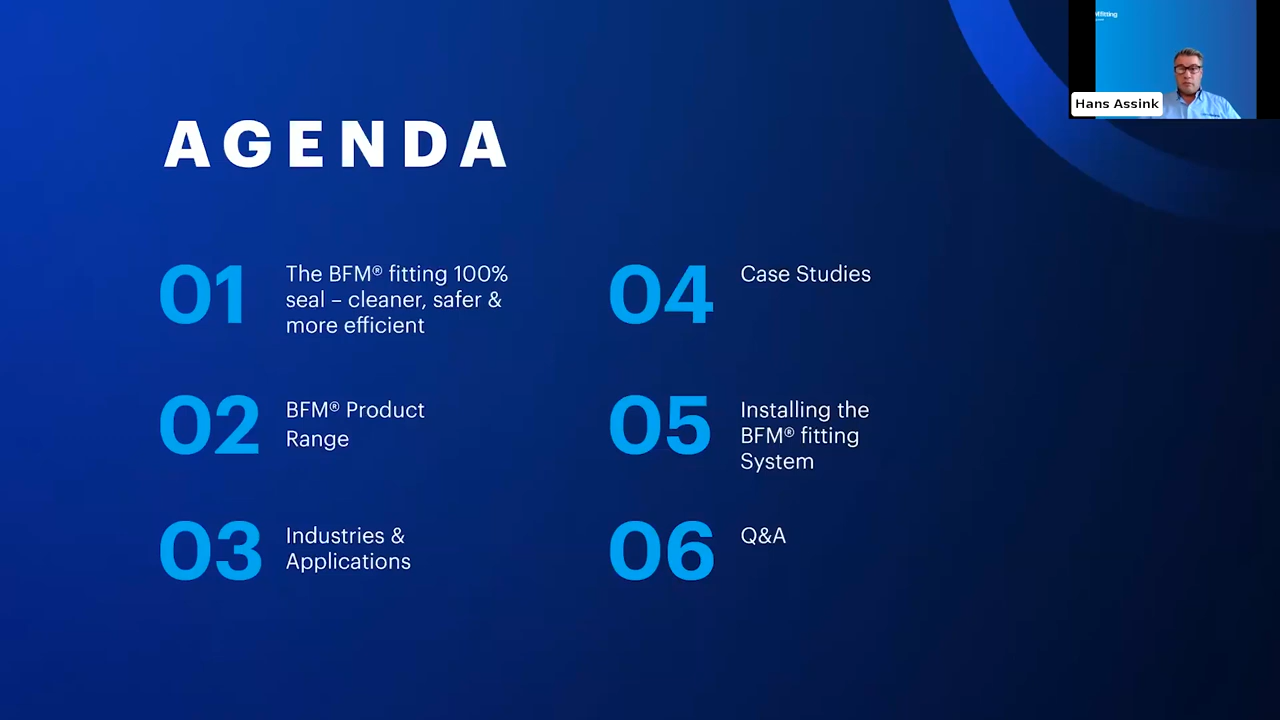 AGENDA
01
The BFM® fitting 100%
seal – cleaner, safer &
more efficient
02
BFM® Product
Range
03
Industries &
Applications
04
Case Studies
05
Installing the
BFM® fitting
System
06
Q&A
fitting
Hans Assink